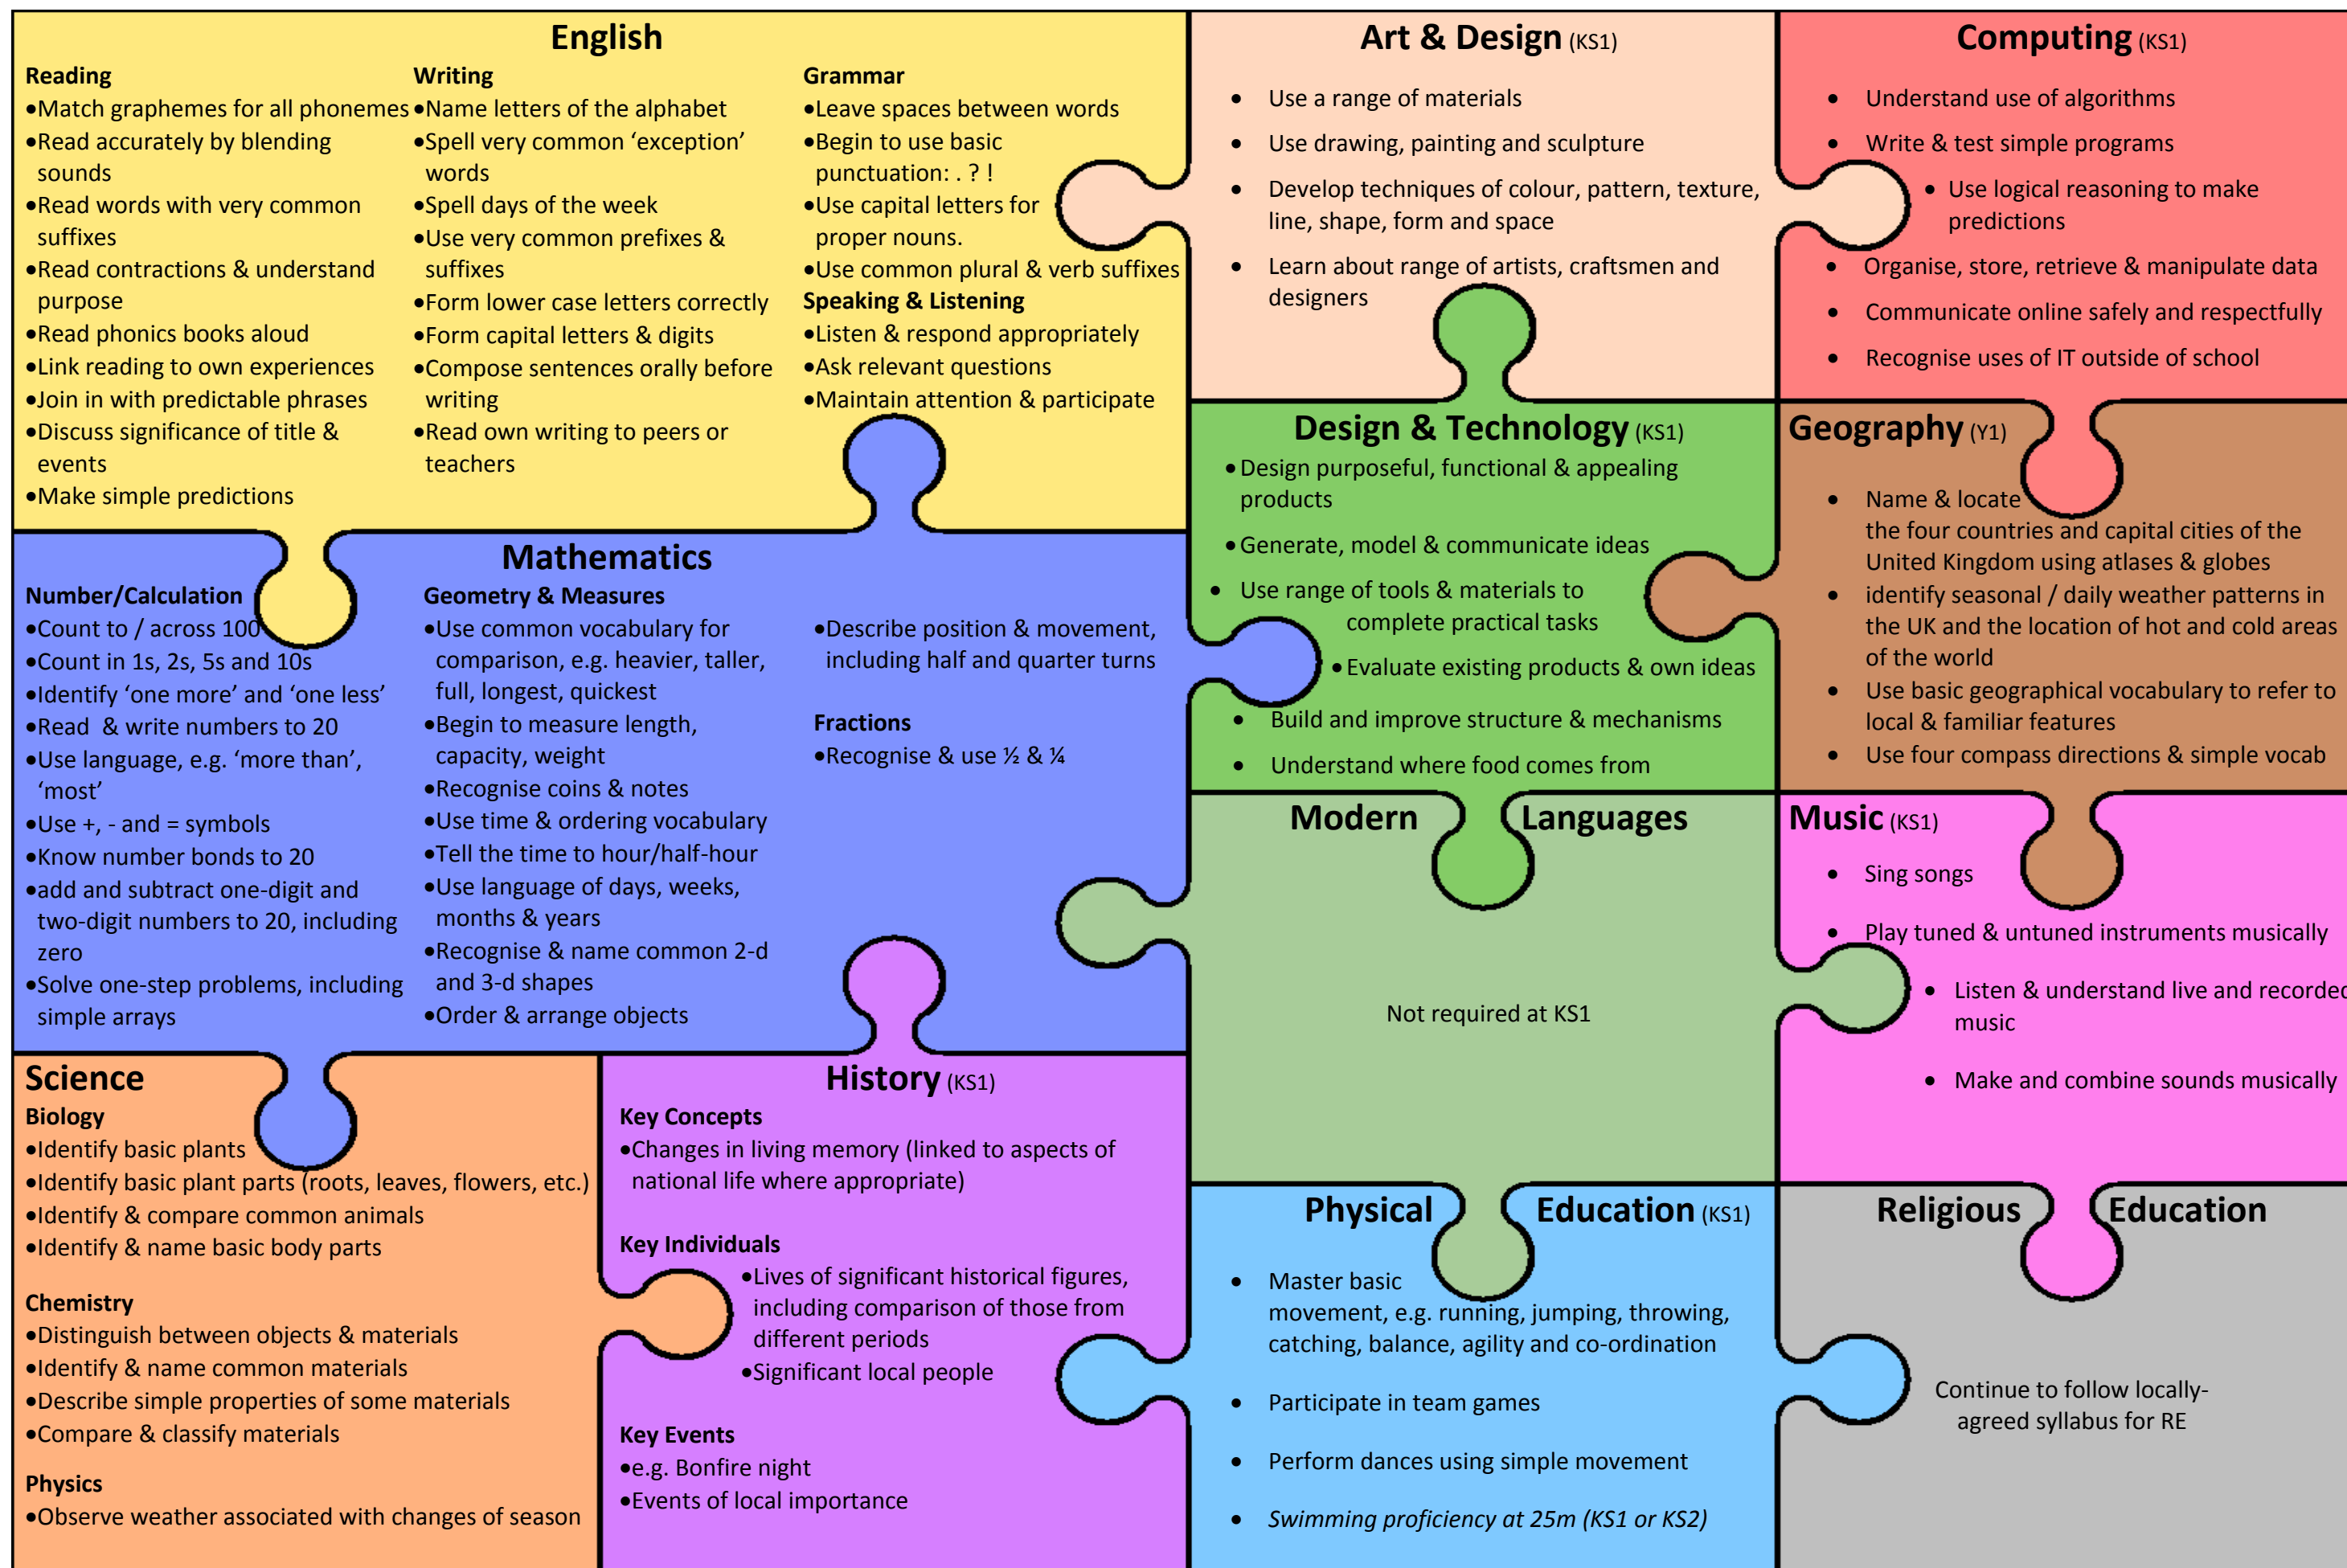 English
Reading
•Match graphemes for all phonemes
•Read accurately by blending
sounds
•Read words with very common
suffixes
•Read contractions & understand
purpose
•Read phonics books aloud
•Link reading to own experiences
•Join in with predictable phrases
•Discuss significance of title &
events
•Make simple predictions
Writing
•Name letters of the alphabet
•Spell very common ‘exception’
words
•Spell days of the week
•Use very common prefixes &
suffixes
•Form lower case letters correctly
•Form capital letters & digits
•Compose sentences orally before
writing
•Read own writing to peers or
teachers
Grammar
•Leave spaces between words
•Begin to use basic
punctuation: . ? !
•Use capital letters for
proper nouns.
•Use common plural & verb suffixes
Speaking & Listening
•Listen & respond appropriately
•Ask relevant questions
•Maintain attention & participate
Art & Design (KS1)
• Use a range of materials
• Use drawing, painting and sculpture
• Develop techniques of colour, pattern, texture,
line, shape, form and space
• Learn about range of artists, craftsmen and
designers
Computing (KS1)
• Understand use of algorithms
• Write & test simple programs
• Use logical reasoning to make
predictions
• Organise, store, retrieve & manipulate data
• Communicate online safely and respectfully
• Recognise uses of IT outside of school
Mathematics
Number/Calculation
•Count to / across 100
•Count in 1s, 2s, 5s and 10s
•Identify ‘one more’ and ‘one less’
•Read & write numbers to 20
•Use language, e.g. ‘more than’,
‘most’
•Use +, - and = symbols
•Know number bonds to 20
•add and subtract one-digit and
two-digit numbers to 20, including
zero
•Solve one-step problems, including
simple arrays
Geometry & Measures
•Use common vocabulary for
comparison, e.g. heavier, taller,
full, longest, quickest
•Begin to measure length,
capacity, weight
•Recognise coins & notes
•Use time & ordering vocabulary
•Tell the time to hour/half-hour
•Use language of days, weeks,
months & years
•Recognise & name common 2-d
and 3-d shapes
•Order & arrange objects
•Describe position & movement,
including half and quarter turns
Fractions
•Recognise & use ½ & ¼
Design & Technology (KS1)
• Design purposeful, functional & appealing
products
• Generate, model & communicate ideas
• Use range of tools & materials to
complete practical tasks
• Evaluate existing products & own ideas
• Build and improve structure & mechanisms
• Understand where food comes from
Geography (Y1)
• Name & locate
the four countries and capital cities of the
United Kingdom using atlases & globes
• identify seasonal / daily weather patterns in
the UK and the location of hot and cold areas
of the world
• Use basic geographical vocabulary to refer to
local & familiar features
• Use four compass directions & simple vocab
Modern Languages
Not required at KS1
Music (KS1)
• Sing songs
• Play tuned & untuned instruments musically
• Listen & understand live and recorded
music
• Make and combine sounds musically
Science
Biology
•Identify basic plants
•Identify basic plant parts (roots, leaves, flowers, etc.)
•Identify & compare common animals
•Identify & name basic body parts
Chemistry
•Distinguish between objects & materials
•Identify & name common materials
•Describe simple properties of some materials
•Compare & classify materials
Physics
•Observe weather associated with changes of season
History (KS1)
Key Concepts
•Changes in living memory (linked to aspects of
national life where appropriate)
Key Individuals
•Lives of significant historical figures,
including comparison of those from
different periods
•Significant local people
Key Events
•e.g. Bonfire night
•Events of local importance
Physical Education (KS1)
• Master basic
movement, e.g. running, jumping, throwing,
catching, balance, agility and co-ordination
• Participate in team games
• Perform dances using simple movement
• Swimming proficiency at 25m (KS1 or KS2)
Religious Education
Continue to follow locally-
agreed syllabus for RE